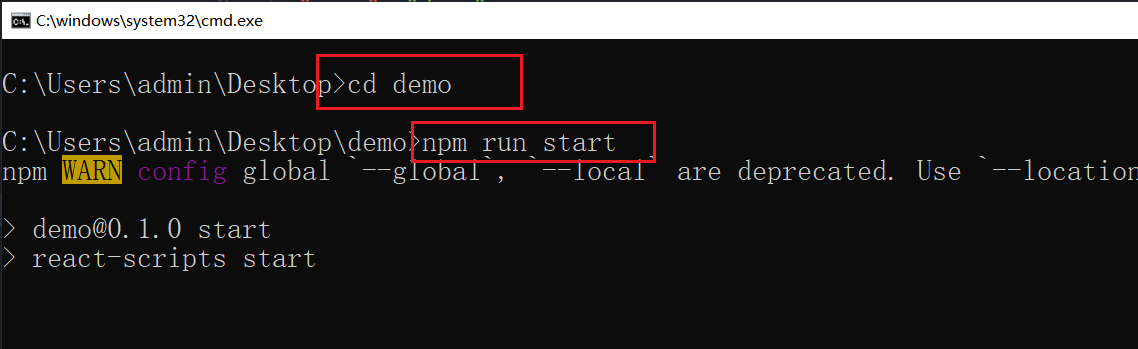 C:\windows\system32\cmd.exe
C:\Users\admin\Desktop>cd demo
C:\Users\admin\Desktop\demo>npm run start
npm WARN config global `--global`, `--local` are deprecated. Use `--location
> demo@0.1.0 start
> react-scripts start